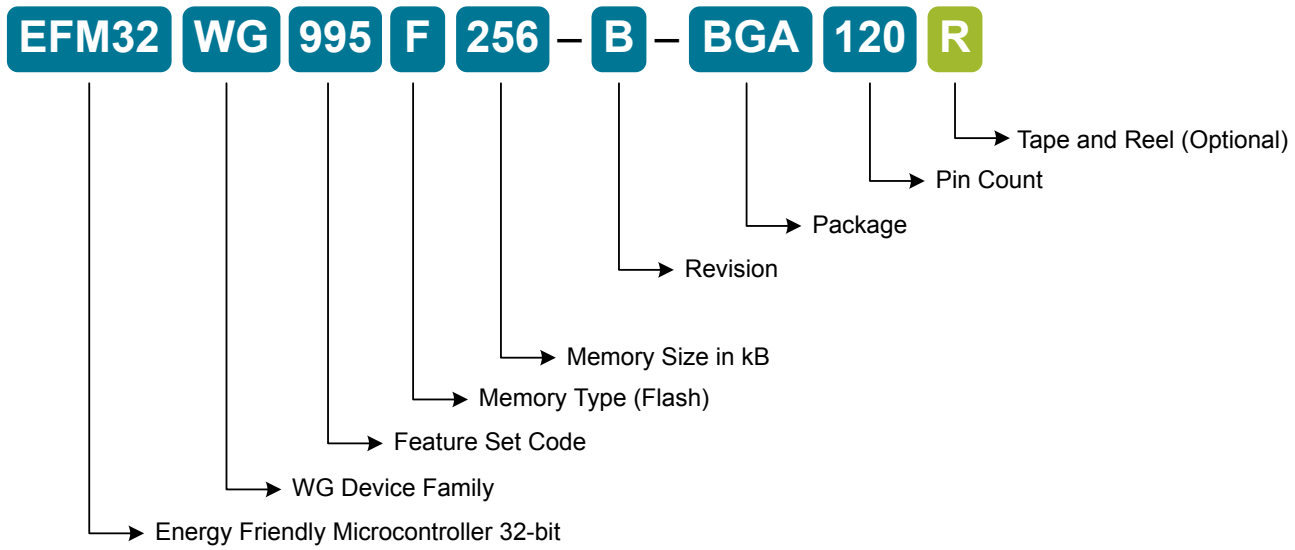 EFM32 WG 995 F 256 – B – BGA 120 R
Tape and Reel (Optional)
Pin Count
Package
Revision
Memory Size in kB
Memory Type (Flash)
Feature Set Code
WG Device Family
Energy Friendly Microcontroller 32-bit